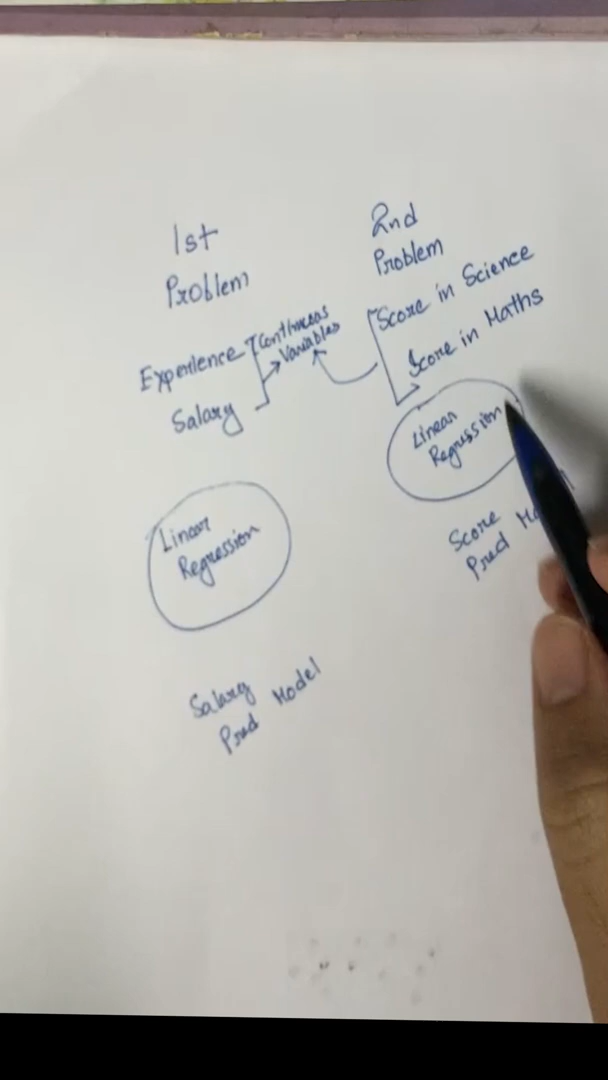 1st
Problem
Experience
Salary
Continuous
Variables
Linear
Regression
Salary
Pred Model
2nd
Problem
Score in Science
Score in Maths
Linear
Regression
Score
Pred